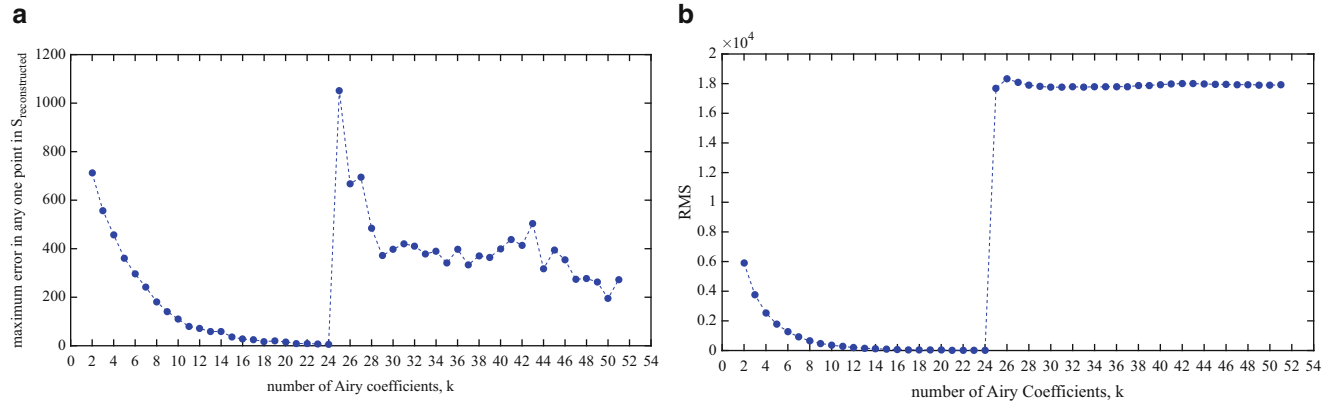 a
1200
1000
800
600
400
200
0
0 2 4 6 8 10 12 14 16 18 20 22 24 26 28 30 32 34 36 38 40 42 44 46 48 50 52 54
number of Airy coefficients, k
maximum error in any one point in S_reconstructed
b
×10⁴
2
1.8
1.6
1.4
1.2
1
0.8
0.6
0.4
0.2
0
0 2 4 6 8 10 12 14 16 18 20 22 24 26 28 30 32 34 36 38 40 42 44 46 48 50 52 54
number of Airy Coefficients, k
RMS